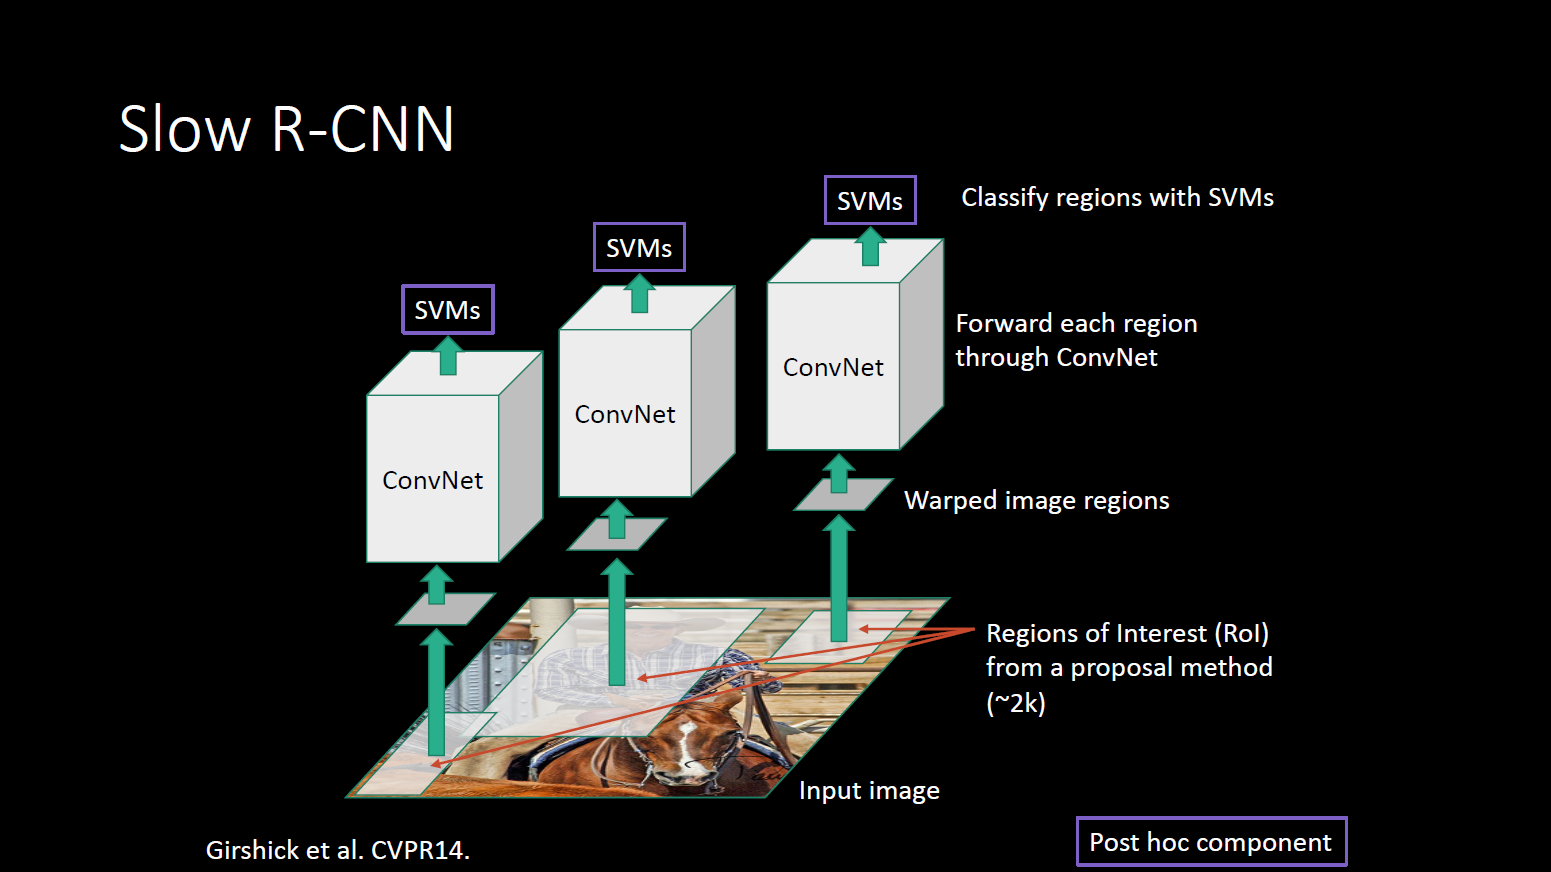 Slow R-CNN
SVMs
Classify regions with SVMs
SVMs
SVMs
Forward each region
through ConvNet
ConvNet
ConvNet
ConvNet
Warped image regions
Regions of Interest (RoI)
from a proposal method
(~2k)
Input image
Post hoc component
Girshick et al. CVPR14.